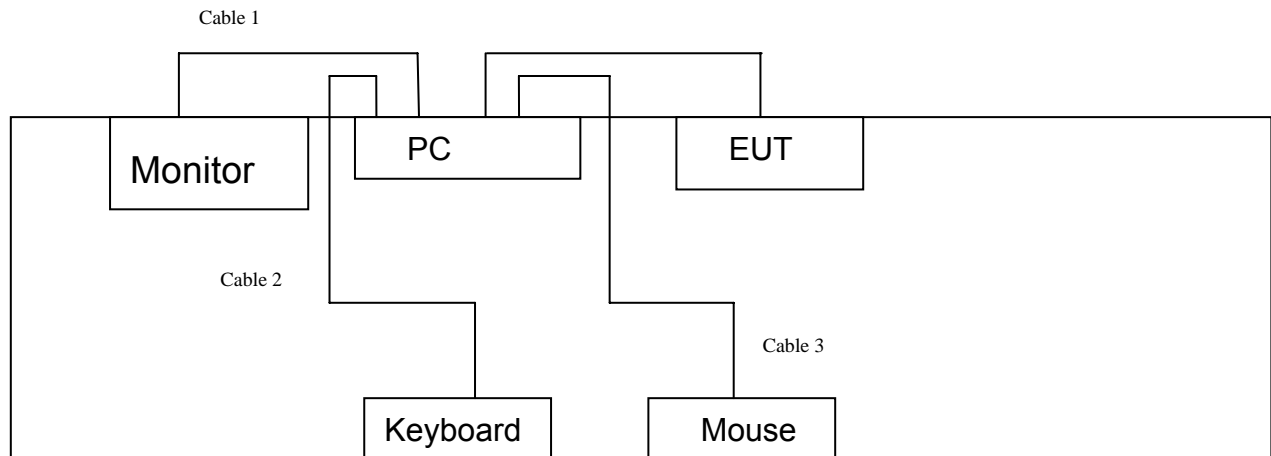 Cable 1
PC
EUT
Monitor
Cable 2
Cable 3
Keyboard
Mouse